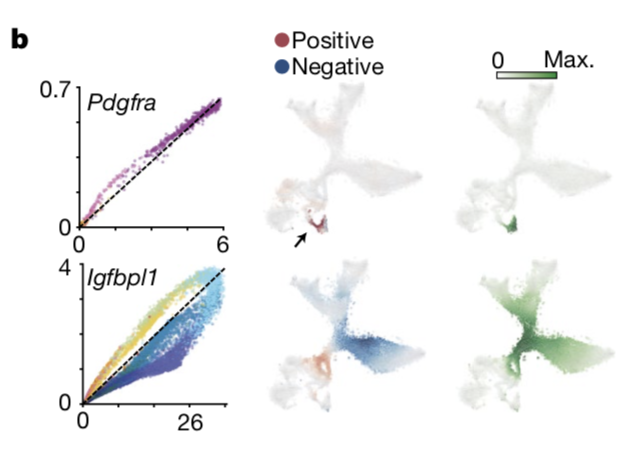 b
Positive
Negative
0 Max.
0.7
Pdgfra
0
0 6
4
Igfbpl1
0
0 26